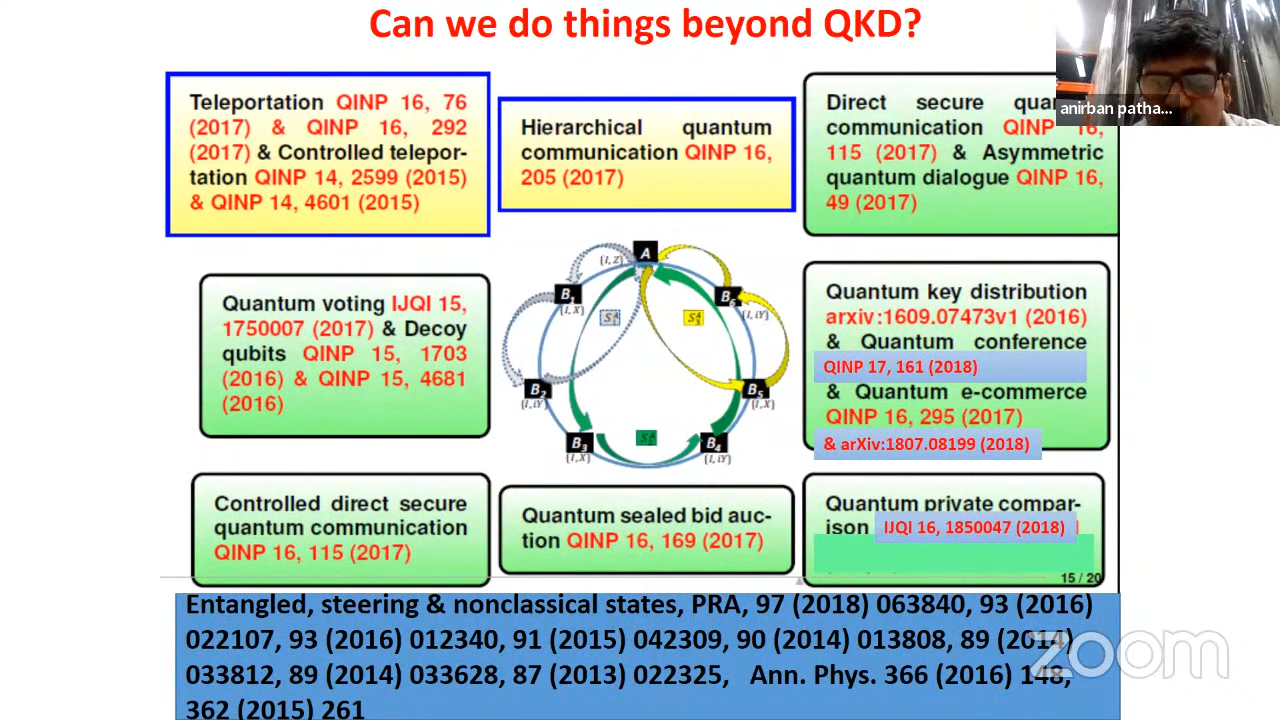 Can we do things beyond QKD?
anirban patha...
Teleportation QINP 16, 76
(2017) & QINP 16, 292
(2017) & Controlled telepor-
tation QINP 14, 2599 (2015)
& QINP 14, 4601 (2015)
Hierarchical quantum
communication QINP 16,
205 (2017)
Direct secure
communication QINP 16,
115 (2017) & Asymmetric
quantum dialogue QINP 16,
49 (2017)
Quantum voting IJQI 15,
1750007 (2017) & Decoy
qubits QINP 15, 1703
(2016) & QINP 15, 4681
(2016)
A
{I, Z}
B1
{I, X}
B6
{I, iY}
B2
{I, iY}
B5
{I, X}
B3
{I, X}
B4
{I, iY}
Quantum key distribution
arxiv:1609.07473v1 (2016)
& Quantum conference
QINP 17, 161 (2018)
& Quantum e-commerce
QINP 16, 295 (2017)
& arXiv:1807.08199 (2018)
Controlled direct secure
quantum communication
QINP 16, 115 (2017)
Quantum sealed bid auc-
tion QINP 16, 169 (2017)
Quantum private compar-
ison IJQI 16, 1850047 (2018)
15 / 20
Entangled, steering & nonclassical states, PRA, 97 (2018) 063840, 93 (2016)
022107, 93 (2016) 012340, 91 (2015) 042309, 90 (2014) 013808, 89 (2014)
033812, 89 (2014) 033628, 87 (2013) 022325, Ann. Phys. 366 (2016) 148,
362 (2015) 261
zoom